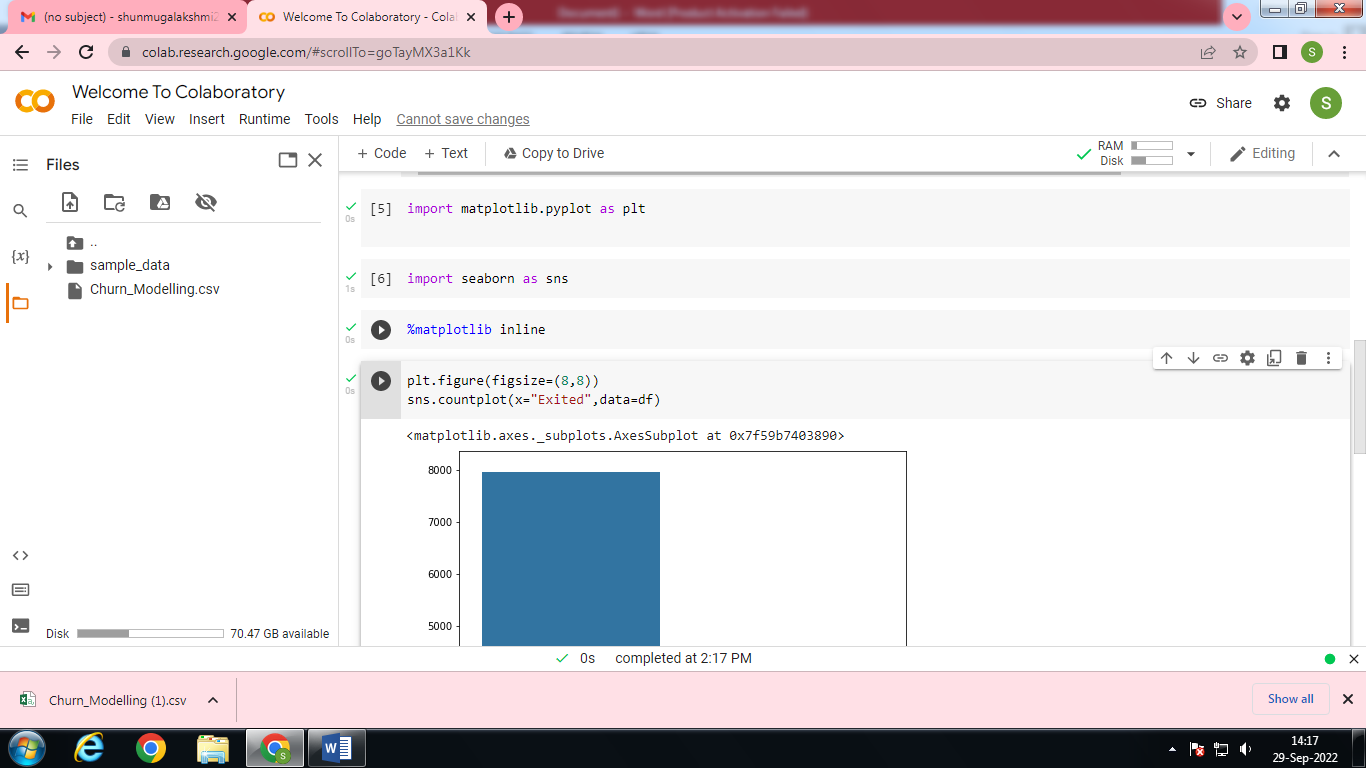 (no subject) - shunmugalakshmi2
Welcome To Colaboratory - Cola
Document1 - Word (Product Activation Failed)
colab.research.google.com/#scrollTo=goTayMX3a1Kk
S
Welcome To Colaboratory
File Edit View Insert Runtime Tools Help Cannot save changes
Share
S
Files
+ Code + Text Copy to Drive
RAM
Disk
Editing
..
sample_data
Churn_Modelling.csv
{x}
<>
Disk 70.47 GB available
0s
[5] import matplotlib.pyplot as plt
1s
[6] import seaborn as sns
0s
%matplotlib inline
0s
plt.figure(figsize=(8,8))
sns.countplot(x="Exited",data=df)
<matplotlib.axes._subplots.AxesSubplot at 0x7f59b7403890>
8000
7000
6000
5000
0s completed at 2:17 PM
Churn_Modelling (1).csv
Show all
14:17
29-Sep-2022